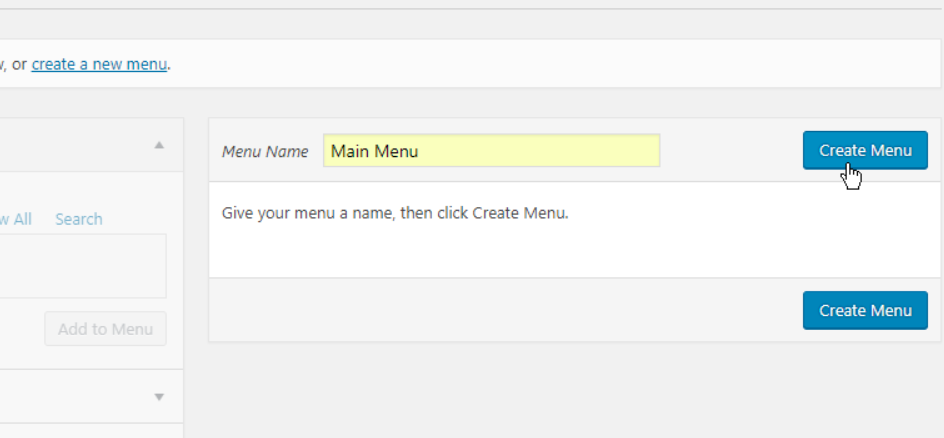 , or create a new menu.
Menu Name Main Menu Create Menu
All Search
Give your menu a name, then click Create Menu.
Add to Menu
Create Menu